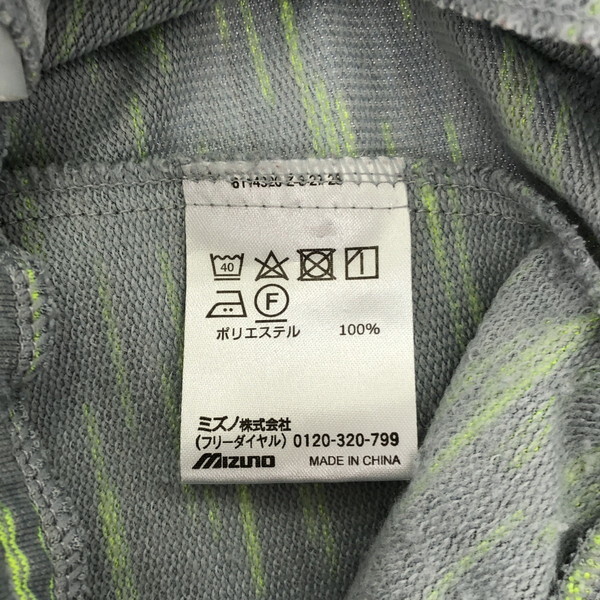 40
F
ポリエステル 100%
ミズノ株式会社
(フリーダイヤル) 0120-320-799
MIZUNO MADE IN CHINA